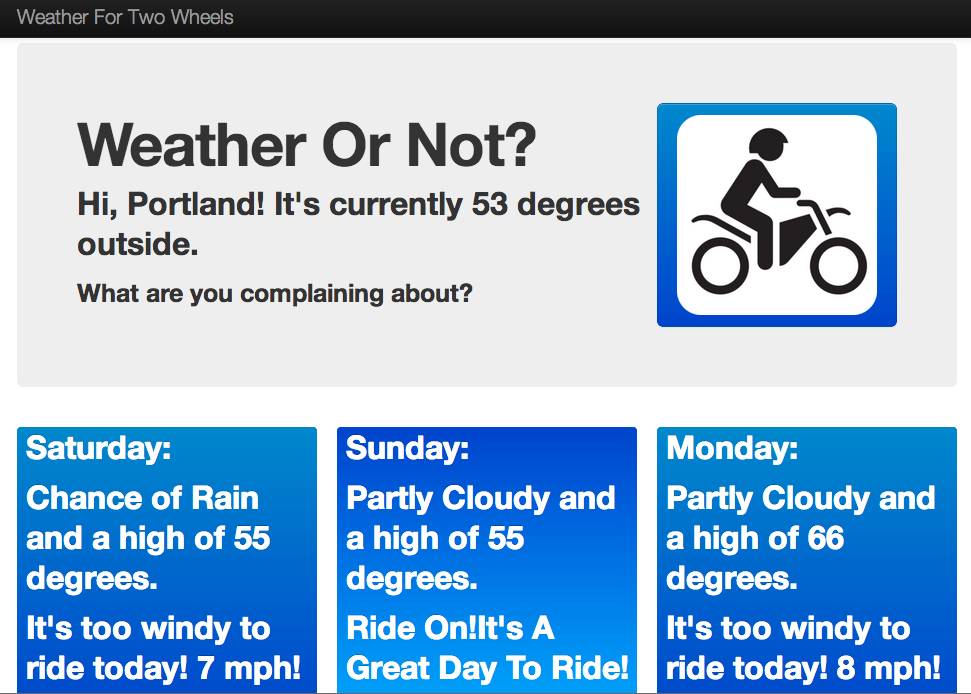 Weather For Two Wheels
Weather Or Not?
Hi, Portland! It's currently 53 degrees
outside.
What are you complaining about?
Saturday:
Chance of Rain
and a high of 55
degrees.
It's too windy to
ride today! 7 mph!
Sunday:
Partly Cloudy and
a high of 55
degrees.
Ride On!It's A
Great Day To Ride!
Monday:
Partly Cloudy and
a high of 66
degrees.
It's too windy to
ride today! 8 mph!